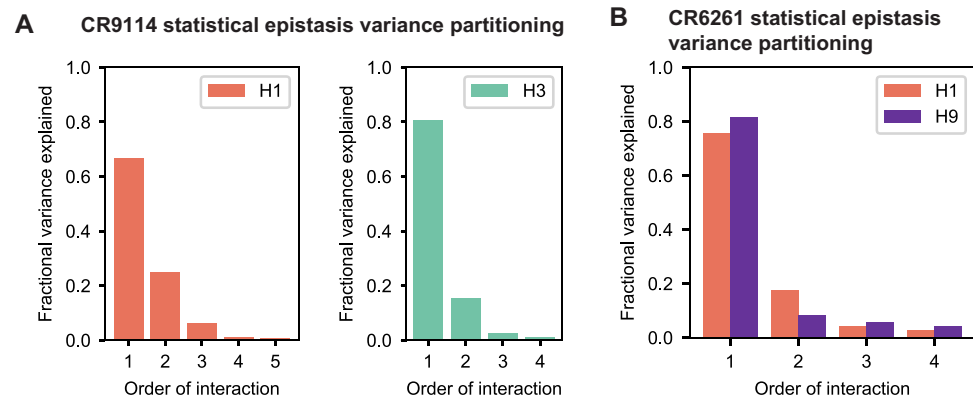 A
CR9114 statistical epistasis variance partitioning
Fractional variance explained
1.0
0.8
0.6
0.4
0.2
0.0
H1
1 2 3 4 5
Order of interaction
Fractional variance explained
1.0
0.8
0.6
0.4
0.2
0.0
H3
1 2 3 4
Order of interaction
B
CR6261 statistical epistasis
variance partitioning
Fractional variance explained
1.0
0.8
0.6
0.4
0.2
0.0
H1
H9
1 2 3 4
Order of interaction